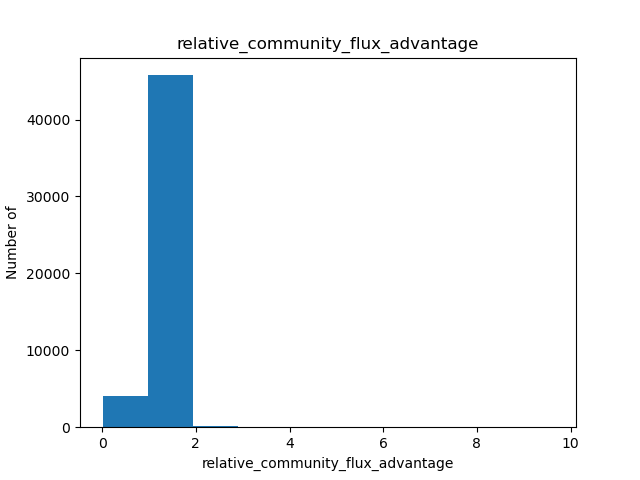 relative_community_flux_advantage
40000
30000
20000
10000
0
Number of
0 2 4 6 8 10
relative_community_flux_advantage